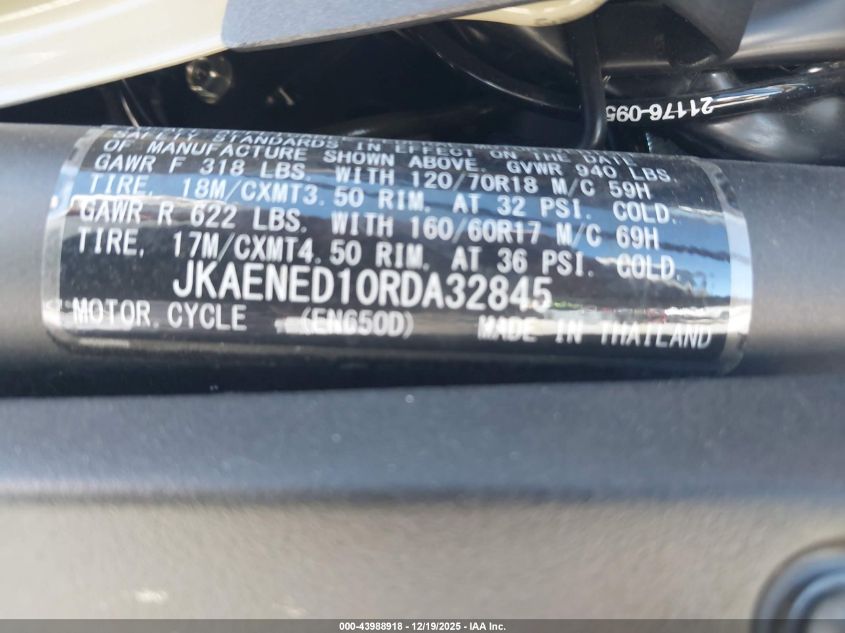 SAFETY STANDARDS IN EFFECT ON THE DATE
OF MANUFACTURE SHOWN ABOVE. GVWR 940 LBS.
GAWR F 318 LBS. WITH 120/70R18 M/C 59H
TIRE, 18M/CXMT3.50 RIM, AT 32 PSI. COLD.
GAWR R 622 LBS. WITH 160/60R17 M/C 69H
TIRE, 17M/CXMT4.50 RIM, AT 36 PSI. COLD.
JKAENED10RDA32845
MOTOR.CYCLE (EN650D) MADE IN THAILAND
21176-095
000-43988918 - 12/19/2025 - IAA Inc.